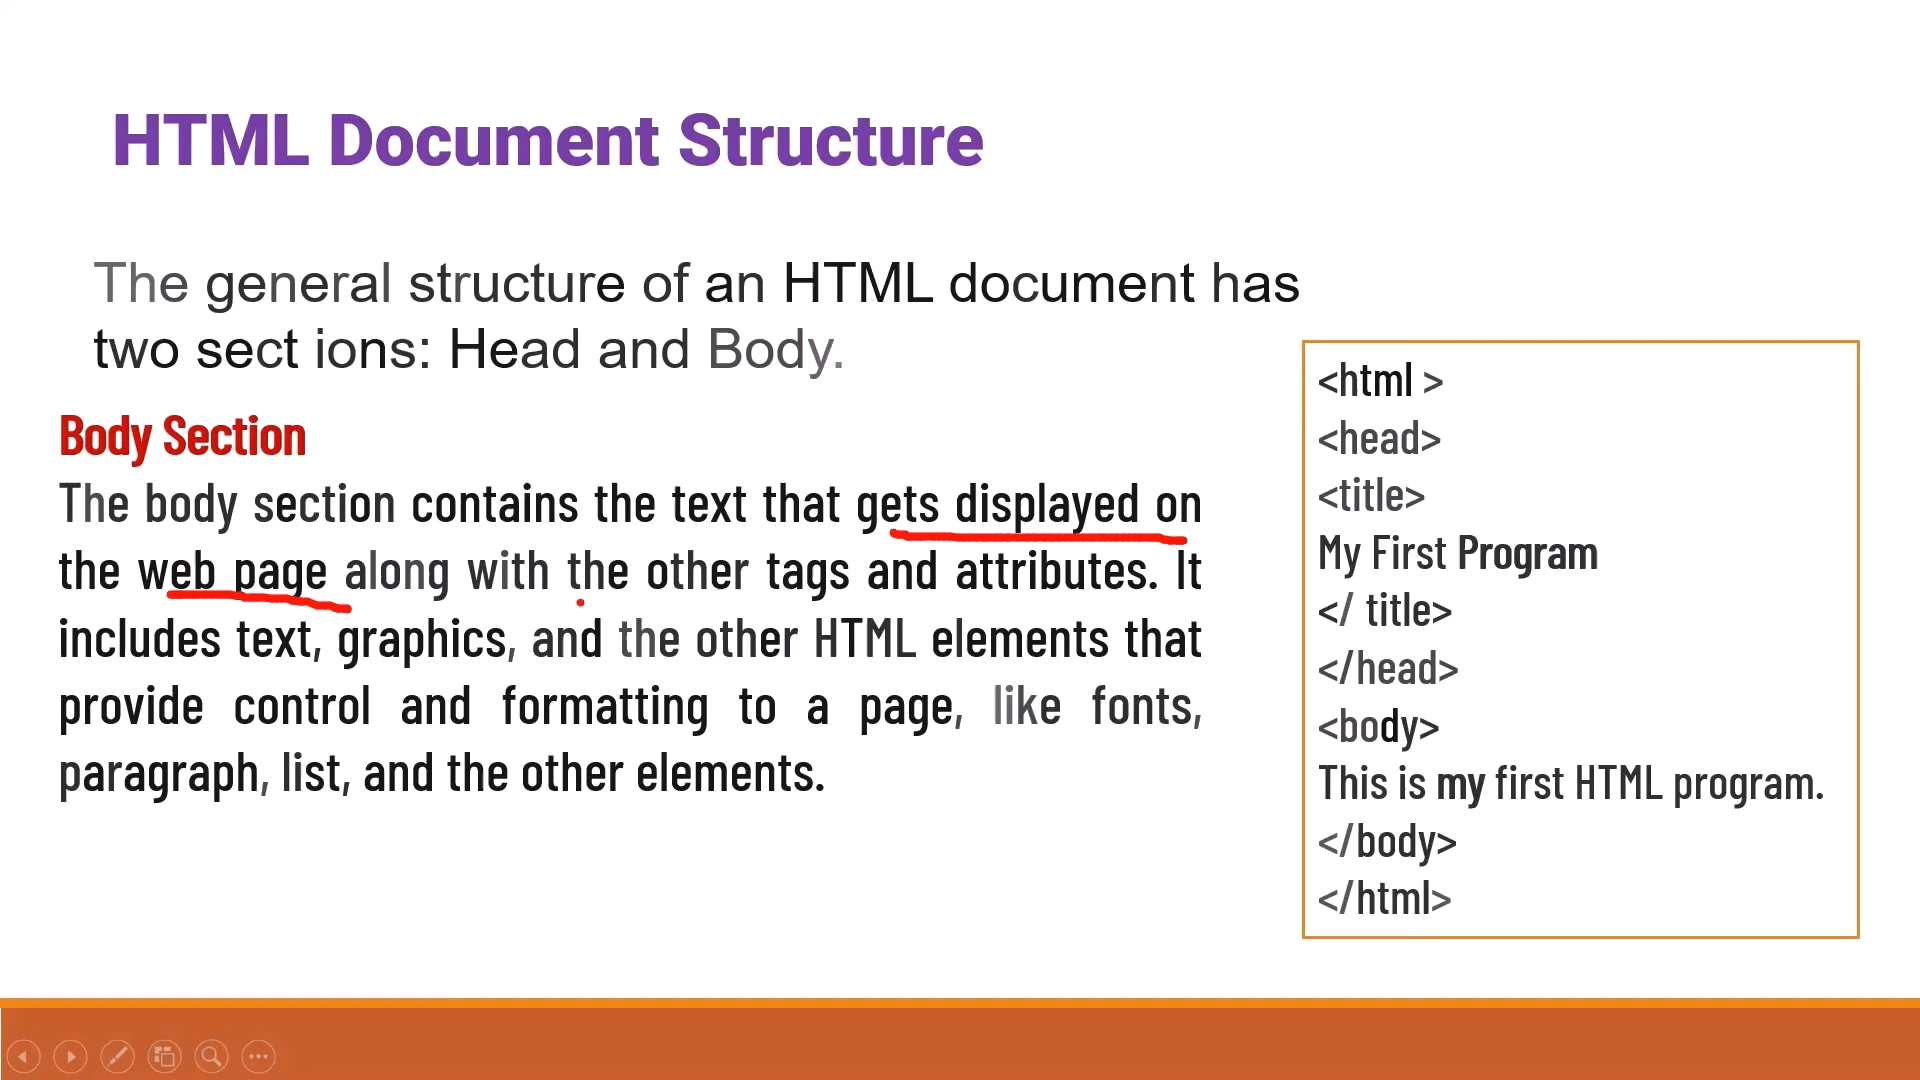 HTML Document Structure
The general structure of an HTML document has
two sect ions: Head and Body.
Body Section
The body section contains the text that gets displayed on
the web page along with the other tags and attributes. It
includes text, graphics, and the other HTML elements that
provide control and formatting to a page, like fonts,
paragraph, list, and the other elements.
<html >
<head>
<title>
My First Program
</ title>
</head>
<body>
This is my first HTML program.
</body>
</html>